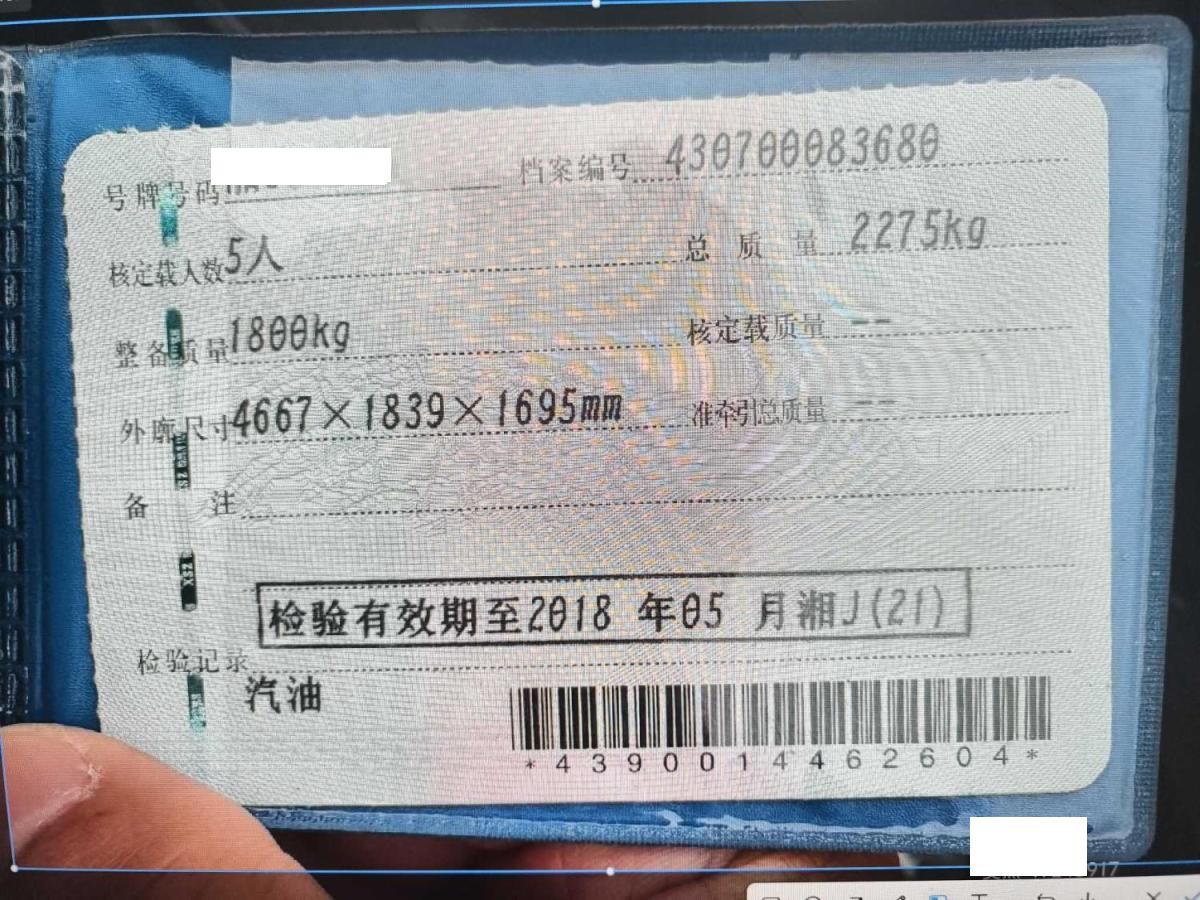 号牌号码 档案编号 430700083680
核定载人数 5人 总质量 2275kg
整备质量 1800kg 核定载质量 --
外廓尺寸 4667×1839×1695mm 准牵引总质量 --
备注
检验有效期至2018 年05 月湘J(21)
检验记录
汽油
*4390014462604*